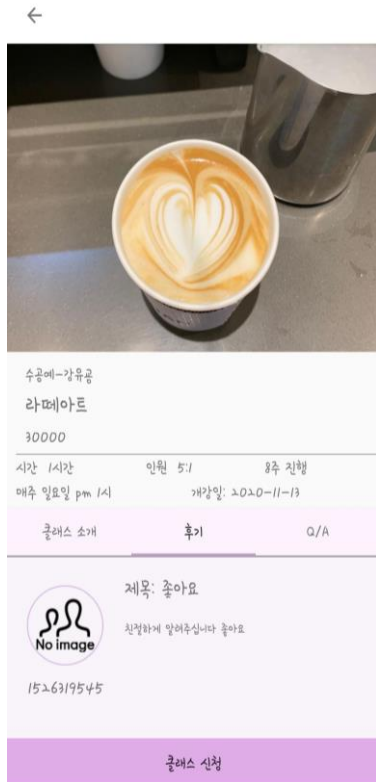 수공예-강유공
라떼아트
30000
시간 1시간 인원 5:1 8주 진행
매주 일요일 pm 1시 개강일: 2020-11-13
클래스 소개 후기 Q/A
제목: 좋아요
No image
친절하게 알려주십니다 좋아요
1526319545
클래스 신청